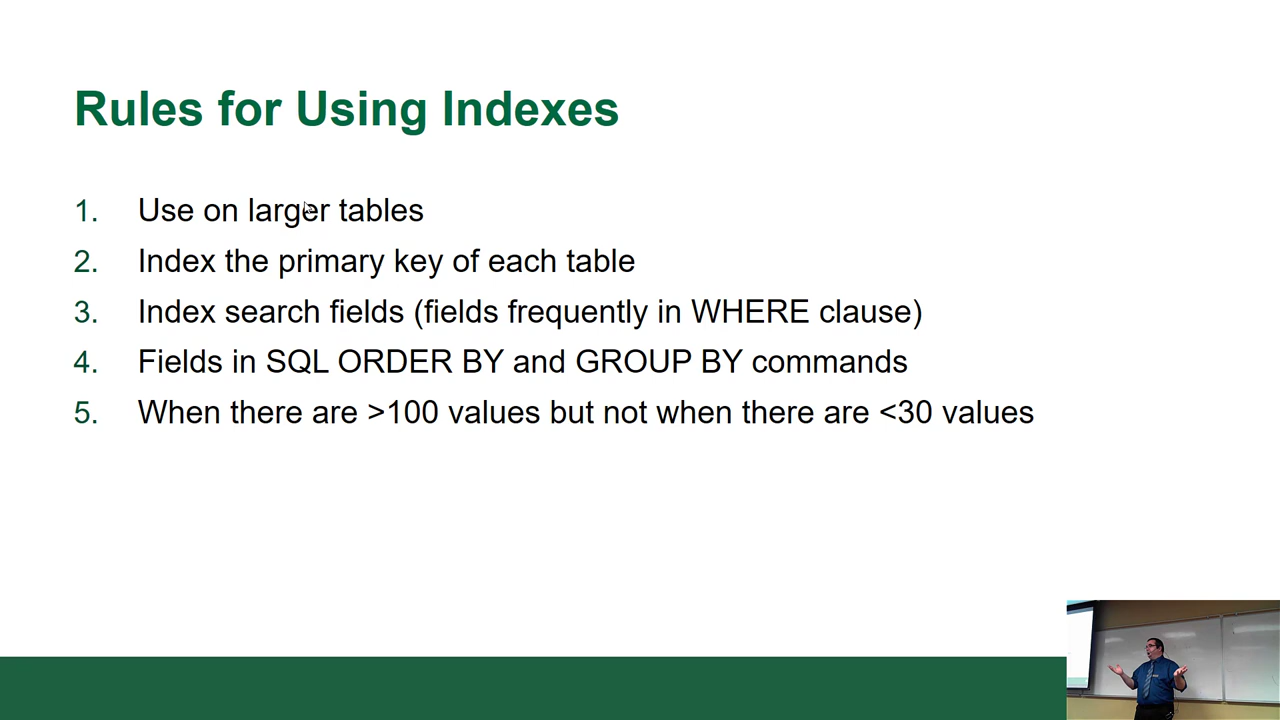 Rules for Using Indexes
1. Use on larger tables
2. Index the primary key of each table
3. Index search fields (fields frequently in WHERE clause)
4. Fields in SQL ORDER BY and GROUP BY commands
5. When there are >100 values but not when there are <30 values